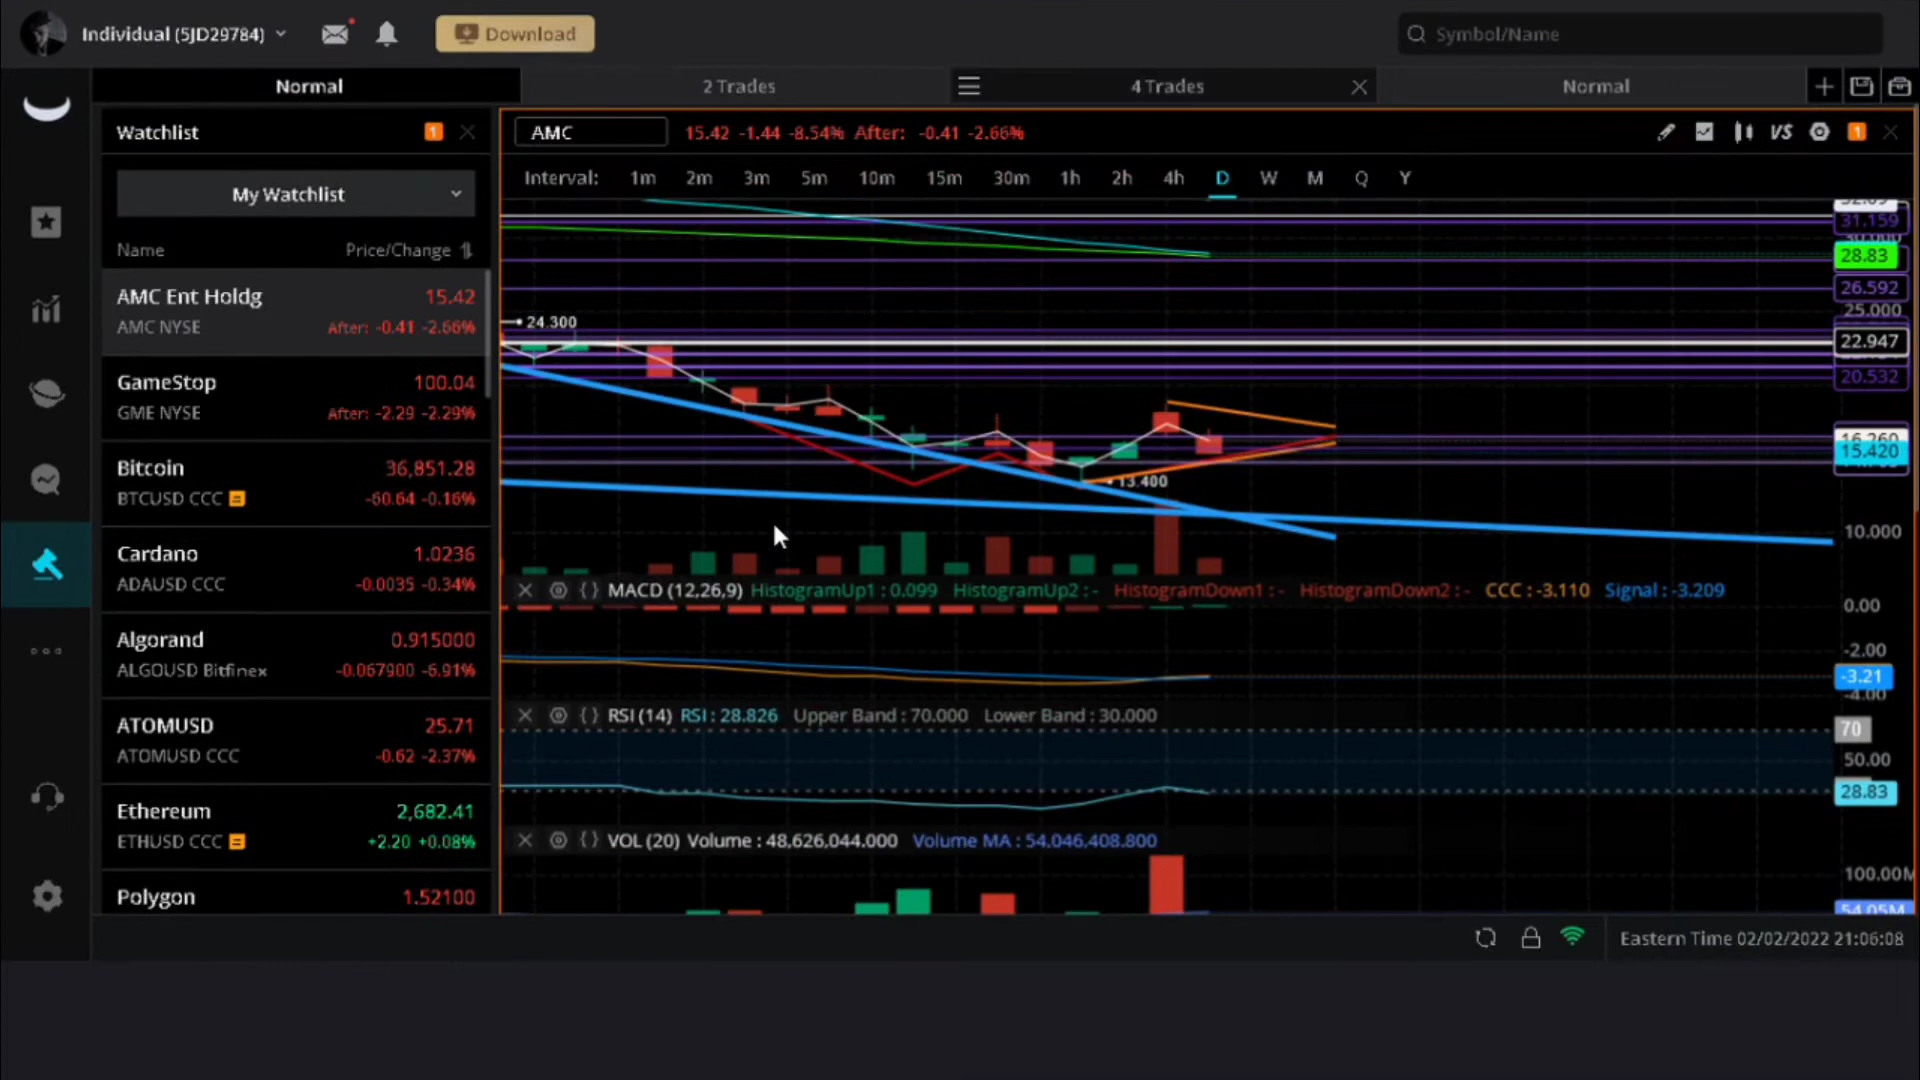 Individual (5JD29784)
Download
Symbol/Name
Normal
2 Trades
4 Trades
Normal
Watchlist
1
My Watchlist
Name Price/Change
AMC Ent Holdg 15.42
AMC NYSE After: -0.41 -2.66%
GameStop 100.04
GME NYSE After: -2.29 -2.29%
Bitcoin 36,851.28
BTCUSD CCC -60.64 -0.16%
Cardano 1.0236
ADAUSD CCC -0.0035 -0.34%
Algorand 0.915000
ALGOUSD Bitfinex -0.067900 -6.91%
ATOMUSD 25.71
ATOMUSD CCC -0.62 -2.37%
Ethereum 2,682.41
ETHUSD CCC +2.20 +0.08%
Polygon 1.52100
AMC 15.42 -1.44 -8.54% After: -0.41 -2.66%
VS
1
Interval: 1m 2m 3m 5m 10m 15m 30m 1h 2h 4h D W M Q Y
31.159
28.83
26.592
25.000
24.300
22.947
20.532
16.260
15.420
13.400
10.000
MACD (12,26,9) HistogramUp1 : 0.099 HistogramUp2 : - HistogramDown1 : - HistogramDown2 : - CCC : -3.110 Signal : -3.209
0.00
-2.00
-3.21
-4.00
RSI (14) RSI : 28.826 Upper Band : 70.000 Lower Band : 30.000
70
50.00
28.83
VOL (20) Volume : 48,626,044.000 Volume MA : 54,046,408.800
100.00M
54.05M
Eastern Time 02/02/2022 21:06:08